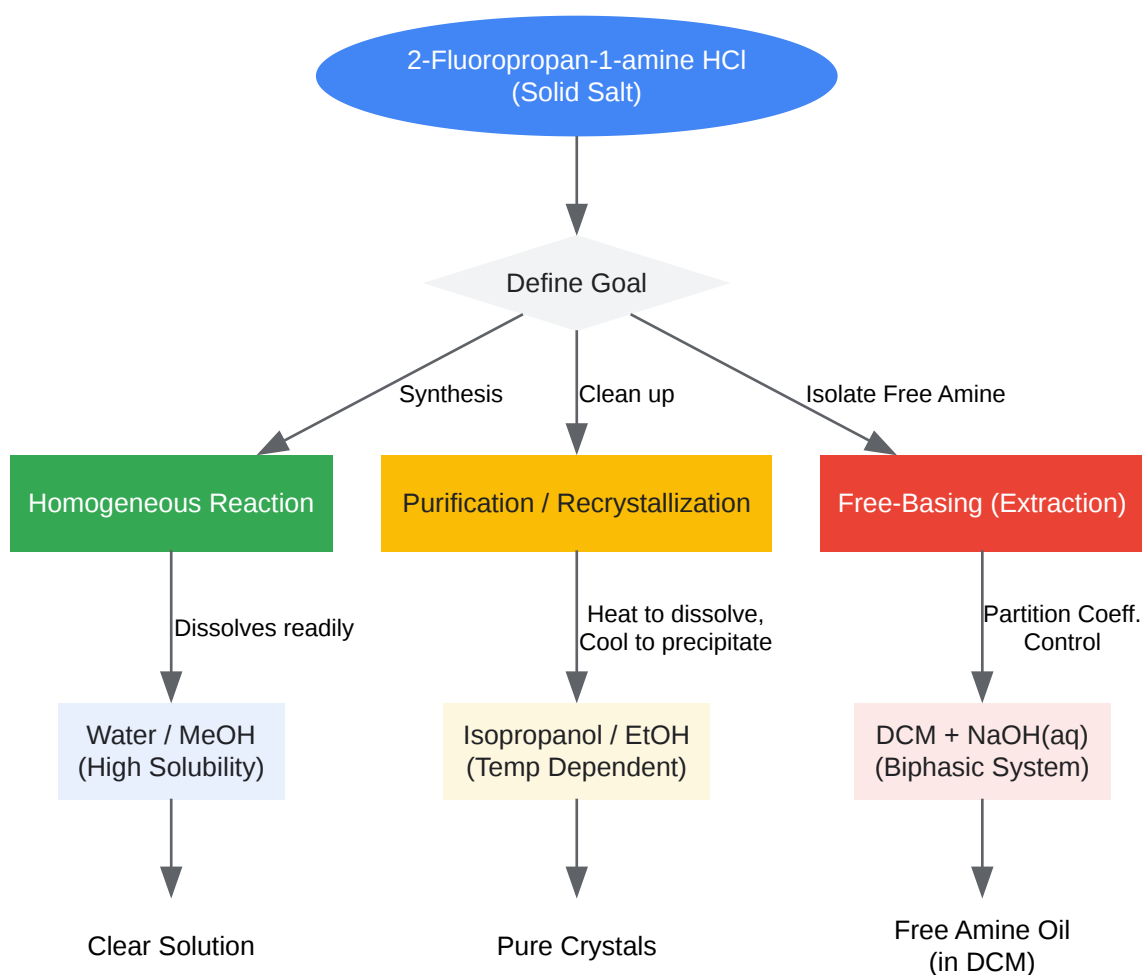 2-Fluoropropan-1-amine HCl
(Solid Salt)
Define Goal
Synthesis
Clean up
Isolate Free Amine
Homogeneous Reaction
Purification / Recrystallization
Free-Basing (Extraction)
Dissolves readily
Heat to dissolve,
Cool to precipitate
Partition Coeff.
Control
Water / MeOH
(High Solubility)
Isopropanol / EtOH
(Temp Dependent)
DCM + NaOH(aq)
(Biphasic System)
Clear Solution
Pure Crystals
Free Amine Oil
(in DCM)